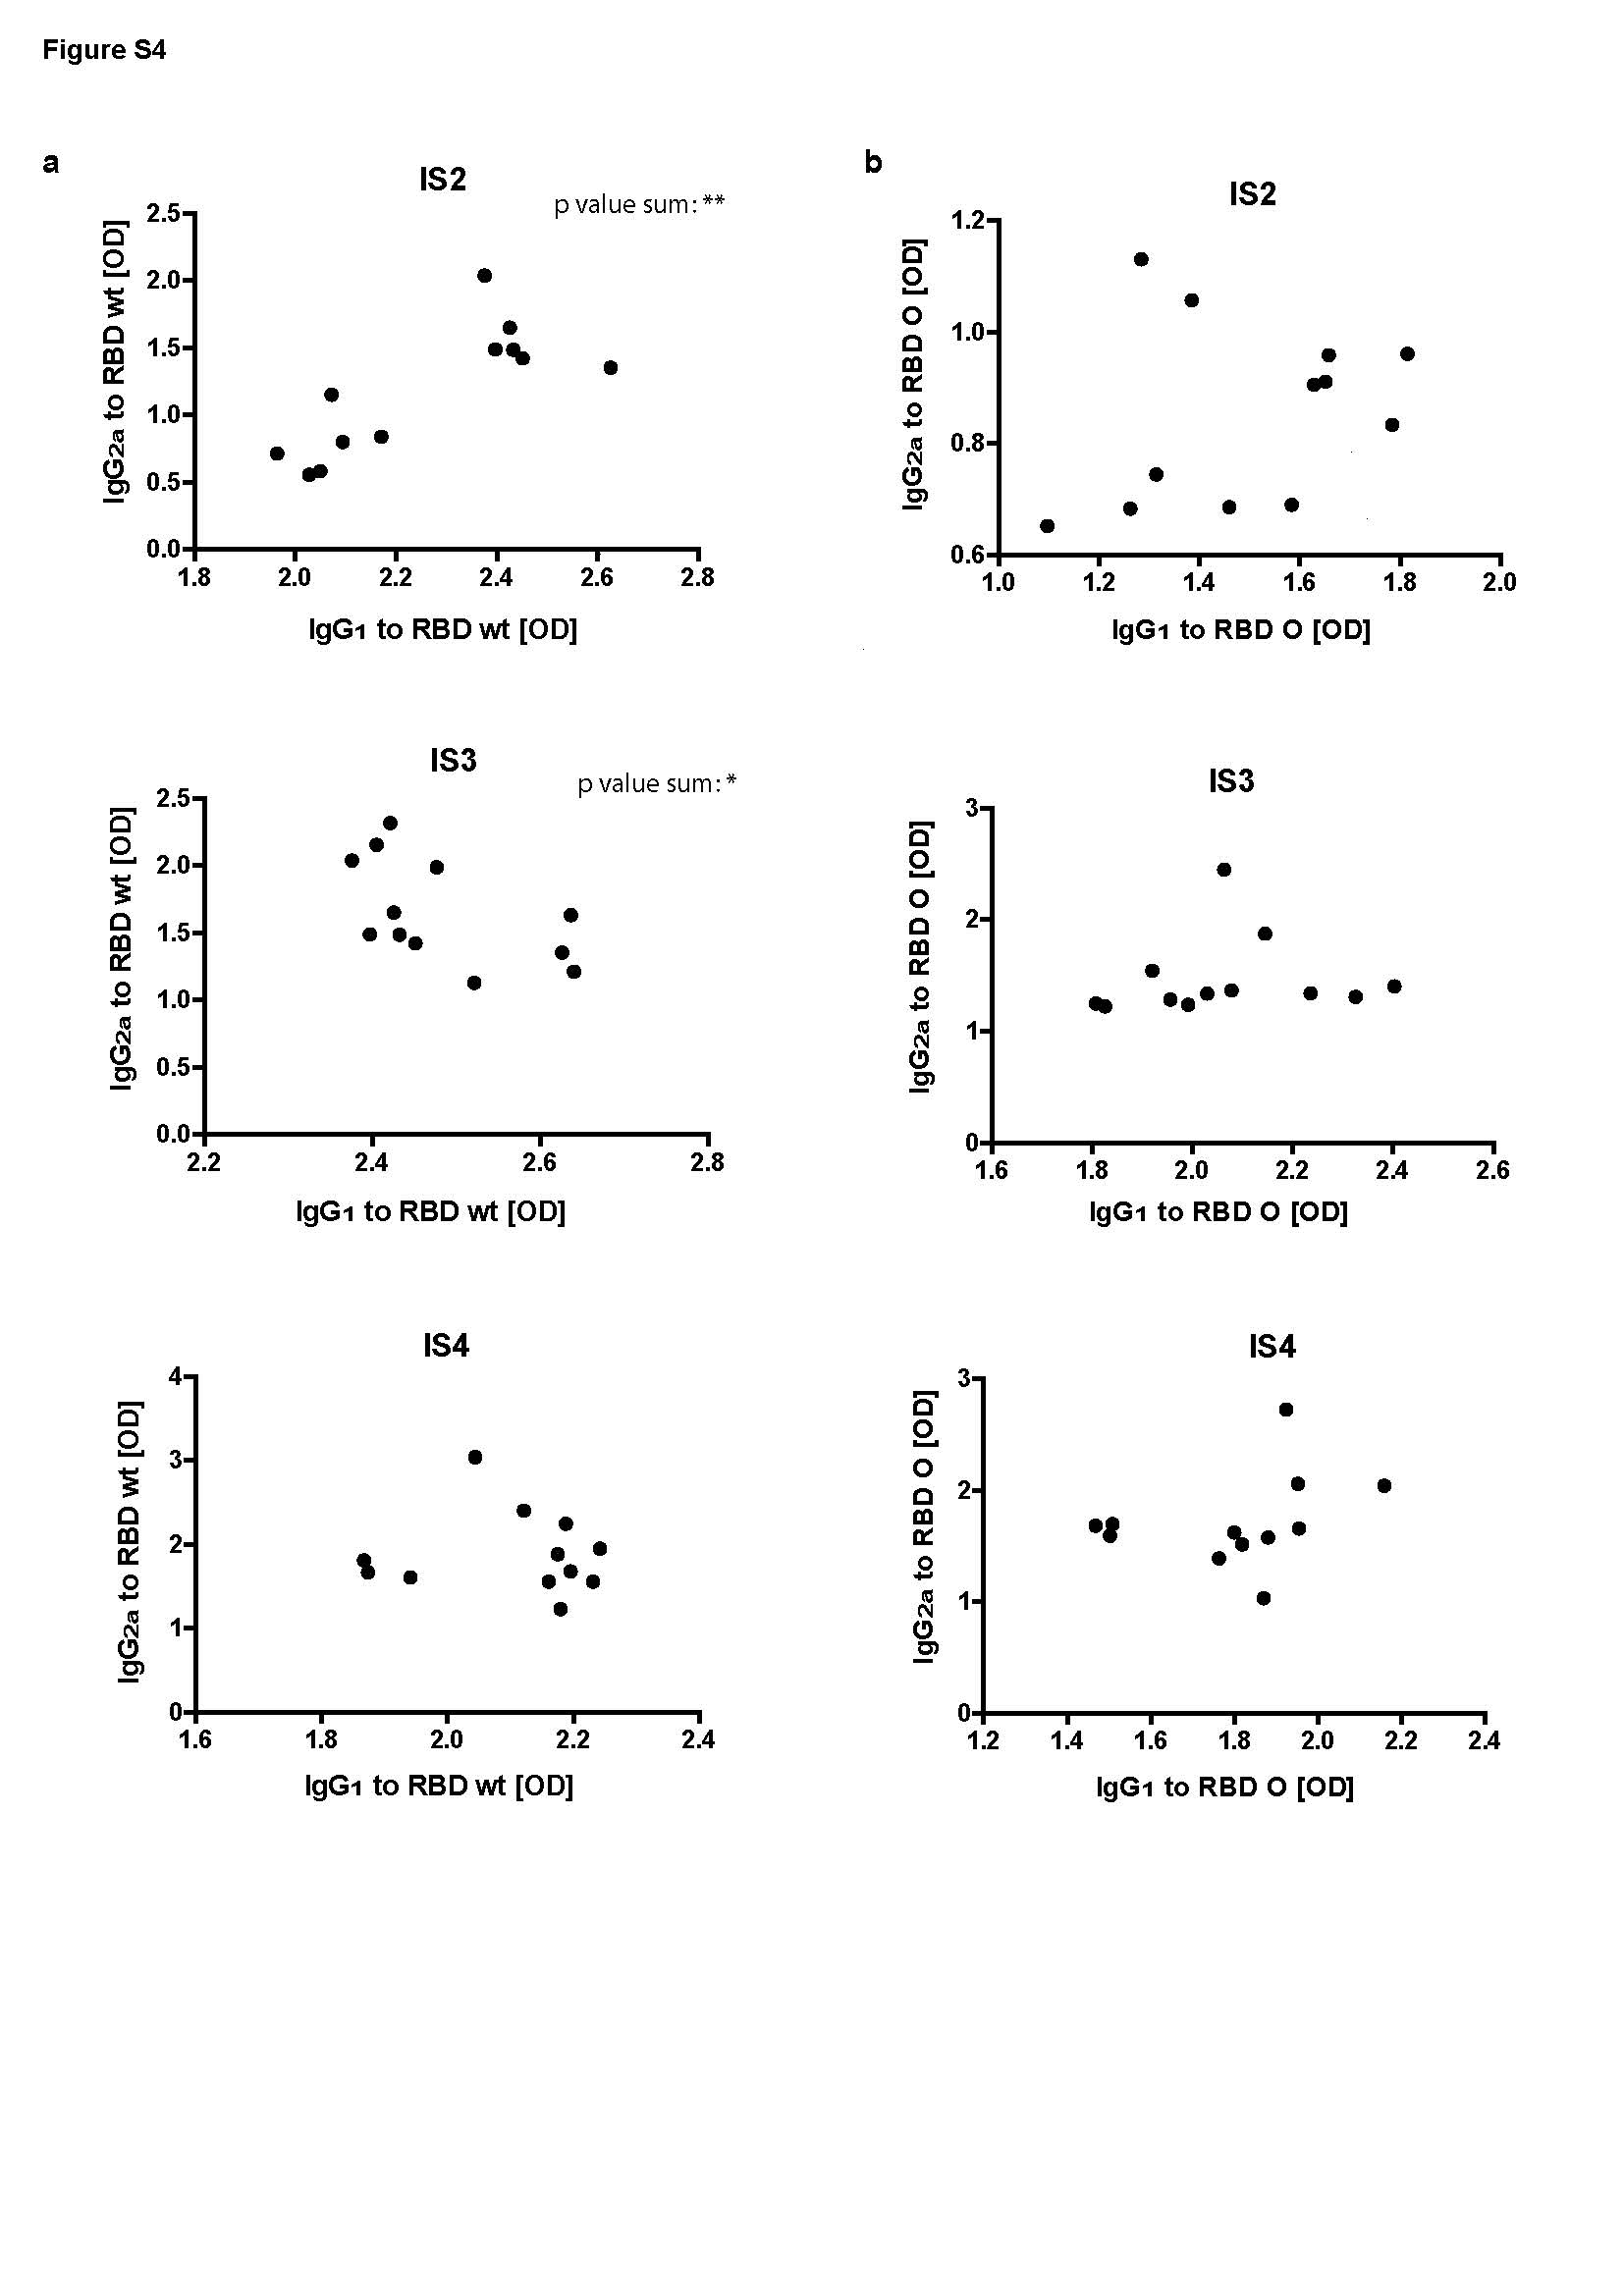 Figure S4
a
IS2
p value sum: **
IgG2a to RBD wt [OD]
2.5
2.0
1.5
1.0
0.5
0.0
1.8 2.0 2.2 2.4 2.6 2.8
IgG1 to RBD wt [OD]
b
IS2
IgG2a to RBD O [OD]
1.2
1.0
0.8
0.6
1.0 1.2 1.4 1.6 1.8 2.0
IgG1 to RBD O [OD]
IS3
p value sum: *
IgG2a to RBD wt [OD]
2.5
2.0
1.5
1.0
0.5
0.0
2.2 2.4 2.6 2.8
IgG1 to RBD wt [OD]
IS3
IgG2a to RBD O [OD]
3
2
1
0
1.6 1.8 2.0 2.2 2.4 2.6
IgG1 to RBD O [OD]
IS4
IgG2a to RBD wt [OD]
4
3
2
1
0
1.6 1.8 2.0 2.2 2.4
IgG1 to RBD wt [OD]
IS4
IgG2a to RBD O [OD]
3
2
1
0
1.2 1.4 1.6 1.8 2.0 2.2 2.4
IgG1 to RBD O [OD]